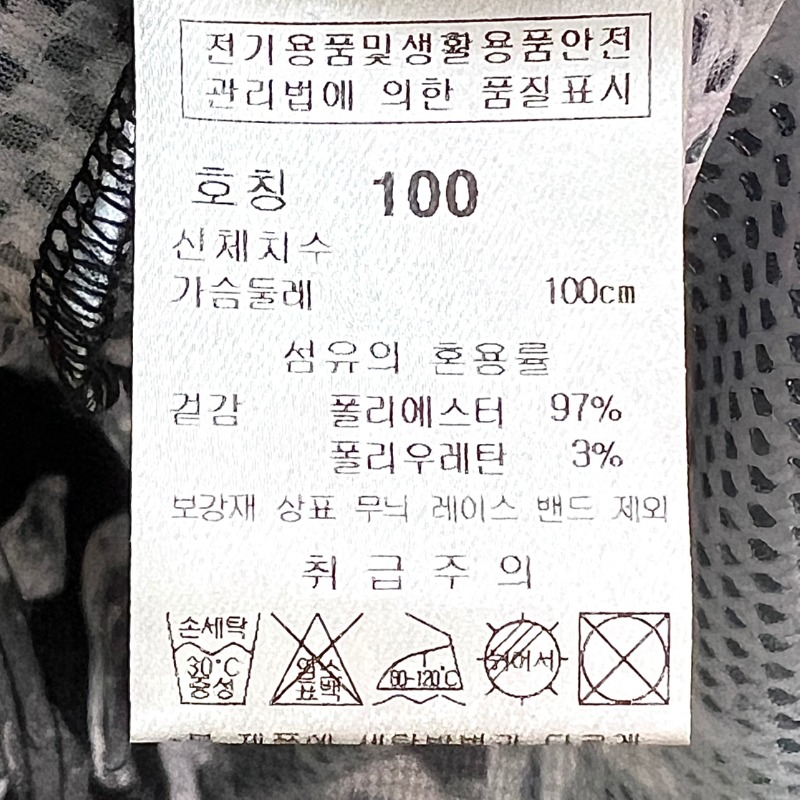 전기용품및생활용품안전
관리법에 의한 품질표시
호칭 100
신체치수
가슴둘레 100cm
섬유의 혼용률
겉감 폴리에스터 97%
폴리우레탄 3%
보강재 상표 무늬 레이스 밴드 제외
취급주의
손세탁
30°C
중성
염소
표백
80-120°C
뉘어서